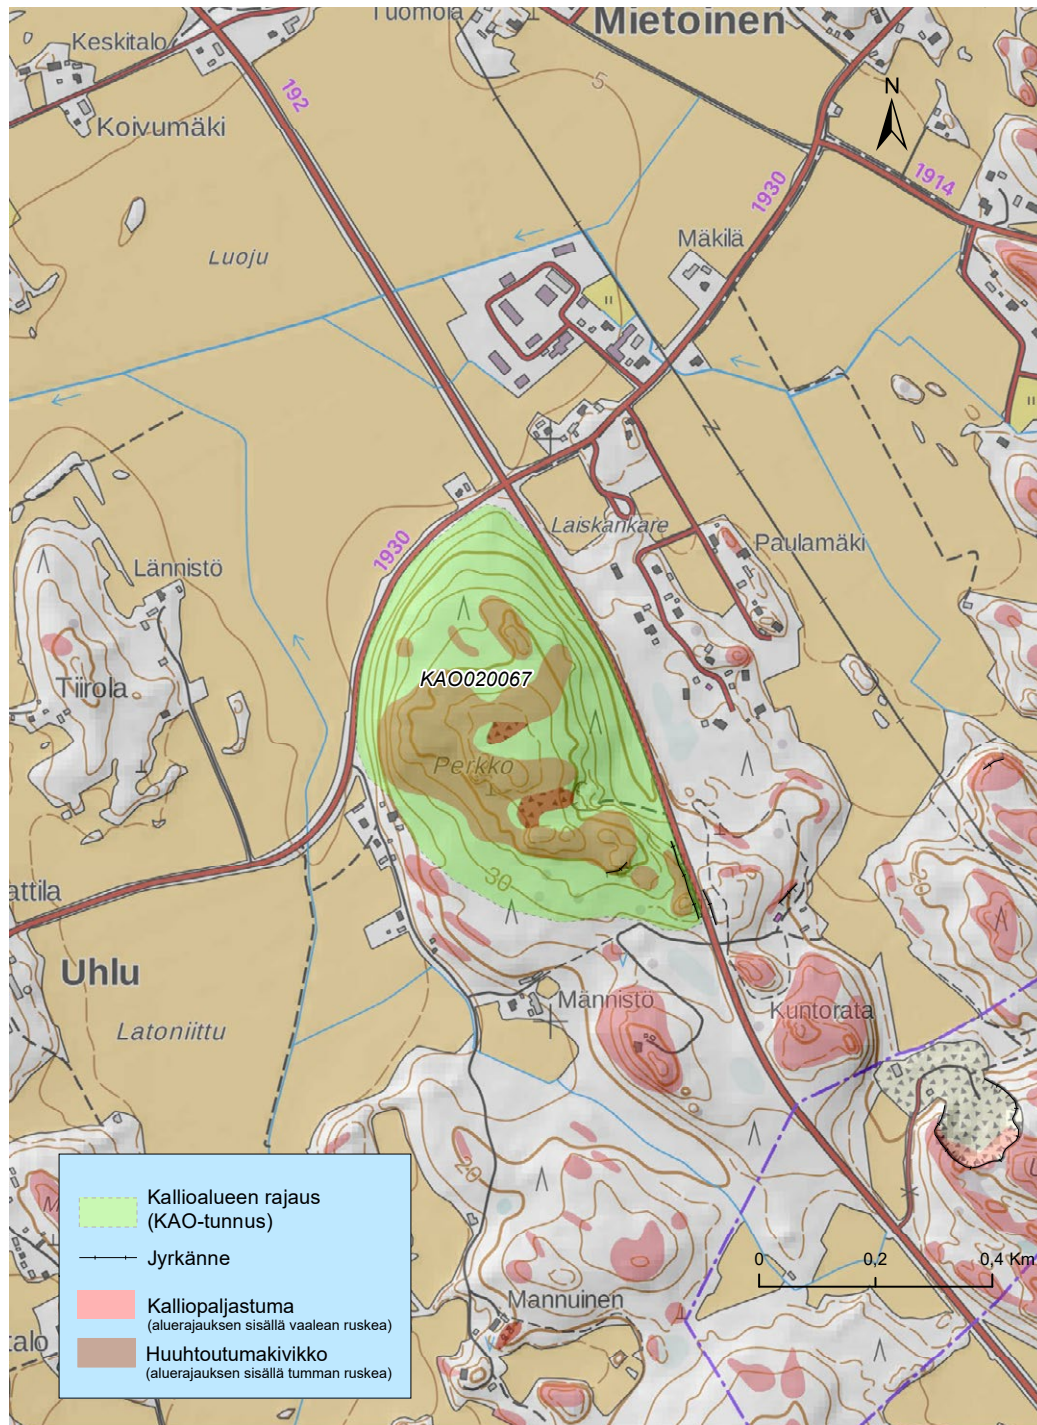 Tuomola
Mietoinen
Keskitalo
192
5
N
Koivumäki
1914
1930
Mäkilä
Luoju
Laiskankare
1930
Paulamäki
Lännistö
KAO020067
Tiirola
Perkko
30
20
attila
Uhlu
Männistö
Kuntorata
Latoniittu
20
M
U
Kallioalueen rajaus
(KAO-tunnus)
Jyrkänne
0 0,2 0,4 Km
Kalliopaljastuma
(aluerajauksen sisällä vaalean ruskea)
Mannuinen
Huuhtoutumakivikko
(aluerajauksen sisällä tumman ruskea)
talo